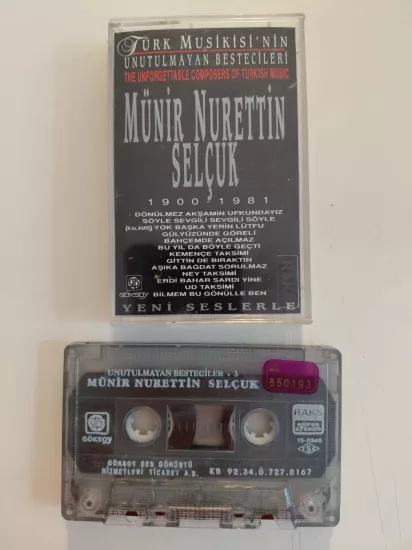 TÜRK MUSİKİSİ'NİN
UNUTULMAYAN BESTECİLERİ
THE UNFORGETTABLE COMPOSERS OF TURKISH MUSIC
MÜNİR NURETTİN
SELÇUK
1900 1981
DÖNÜLMEZ AKŞAMIN UFKUNDAYIZ
SÖYLE SEVGİLİ SEVGİLİ SÖYLE
(KALAMIŞ) YOK BAŞKA YERİN LÜTFU
GÜLYÜZÜNDE GÖRELİ
BAHÇEMDE AÇILMAZ
BU YIL DA BÖYLE GEÇTİ
KEMENÇE TAKSİMİ
GİTTİN DE BIRAKTIN
AŞIKA BAĞDAT SORULMAZ
NEY TAKSİMİ
ERDİ BAHAR SARDI YİNE
UD TAKSİMİ
BİLMEM BU GÖNÜLLE BEN
GÖKSOY
YENİ SESLERLE
UNUTULMAYAN BESTECİLER + 3
MÜNİR NURETTİN SELÇUK
550193
GÖKSOY
RAKS
SUPER
STEREO
TSE
GÖKSOY SES GÖRÜNTÜ
HİZMETLERİ TİCARET A.Ş.
KB 92.34.Ü.727.0167